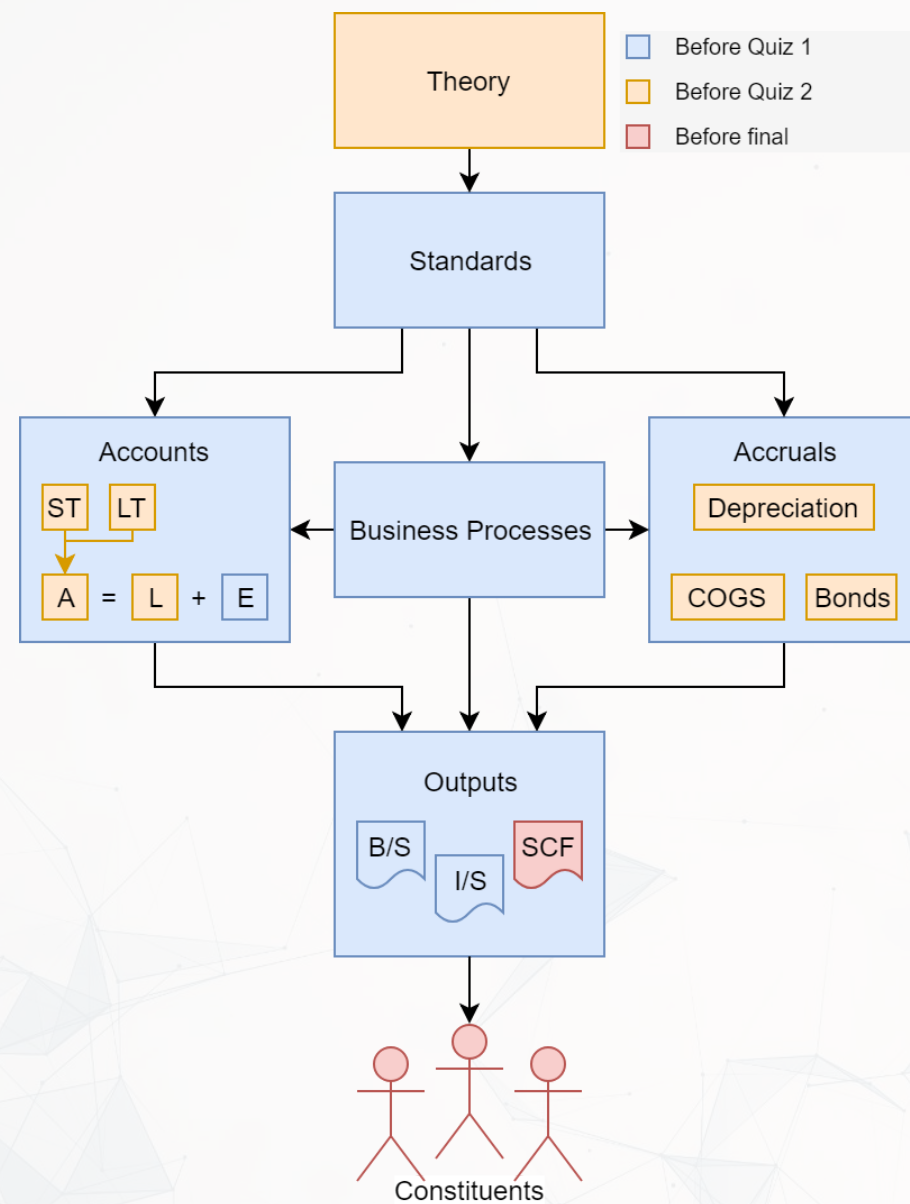 Theory
Before Quiz 1
Before Quiz 2
Before final
Standards
Accounts
ST LT
A = L + E
Business Processes
Accruals
Depreciation
COGS Bonds
Outputs
B/S
I/S
SCF
Constituents